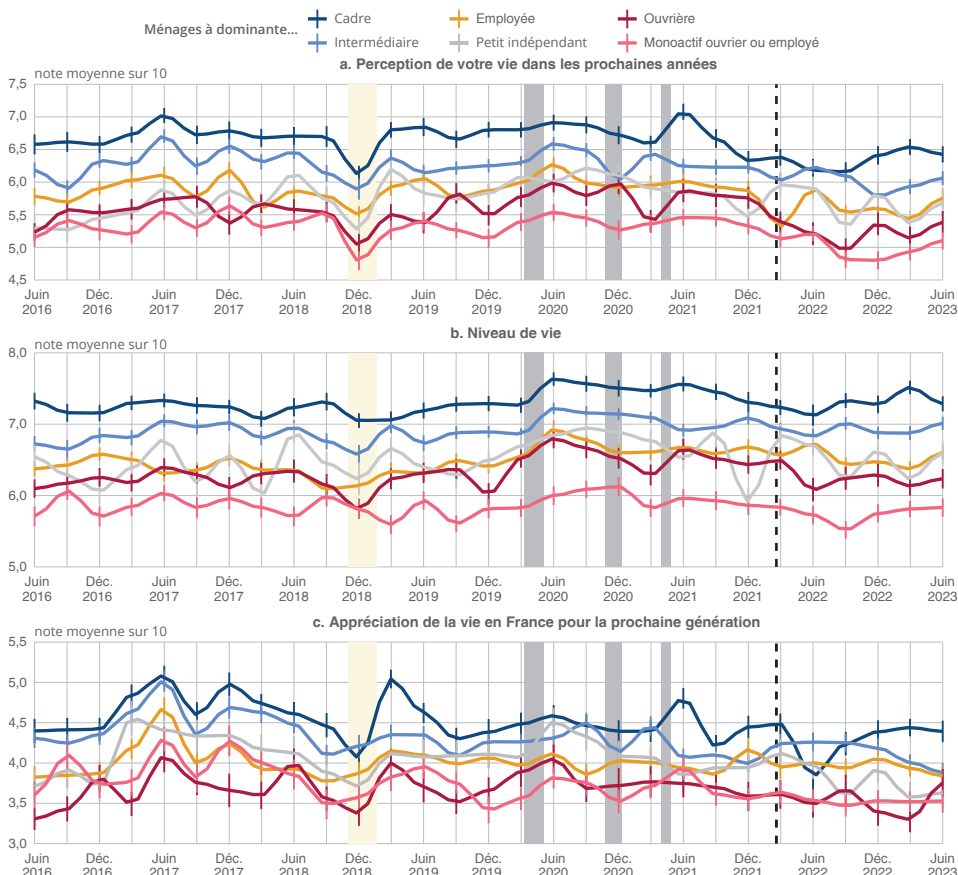 Ménages à dominante...
Cadre
Employée
Ouvrière
Intermédiaire
Petit indépendant
Monoactif ouvrier ou employé
a. Perception de votre vie dans les prochaines années
note moyenne sur 10
7,5
7,0
6,5
6,0
5,5
5,0
4,5
Juin Déc. Juin Déc. Juin Déc. Juin Déc. Juin Déc. Juin Déc. Juin Déc. Juin
2016 2016 2017 2017 2018 2018 2019 2019 2020 2020 2021 2021 2022 2022 2023
b. Niveau de vie
note moyenne sur 10
8,0
7,0
6,0
5,0
Juin Déc. Juin Déc. Juin Déc. Juin Déc. Juin Déc. Juin Déc. Juin Déc. Juin
2016 2016 2017 2017 2018 2018 2019 2019 2020 2020 2021 2021 2022 2022 2023
c. Appréciation de la vie en France pour la prochaine génération
note moyenne sur 10
5,5
5,0
4,5
4,0
3,5
3,0
Juin Déc. Juin Déc. Juin Déc. Juin Déc. Juin Déc. Juin Déc. Juin Déc. Juin
2016 2016 2017 2017 2018 2018 2019 2019 2020 2020 2021 2021 2022 2022 2023